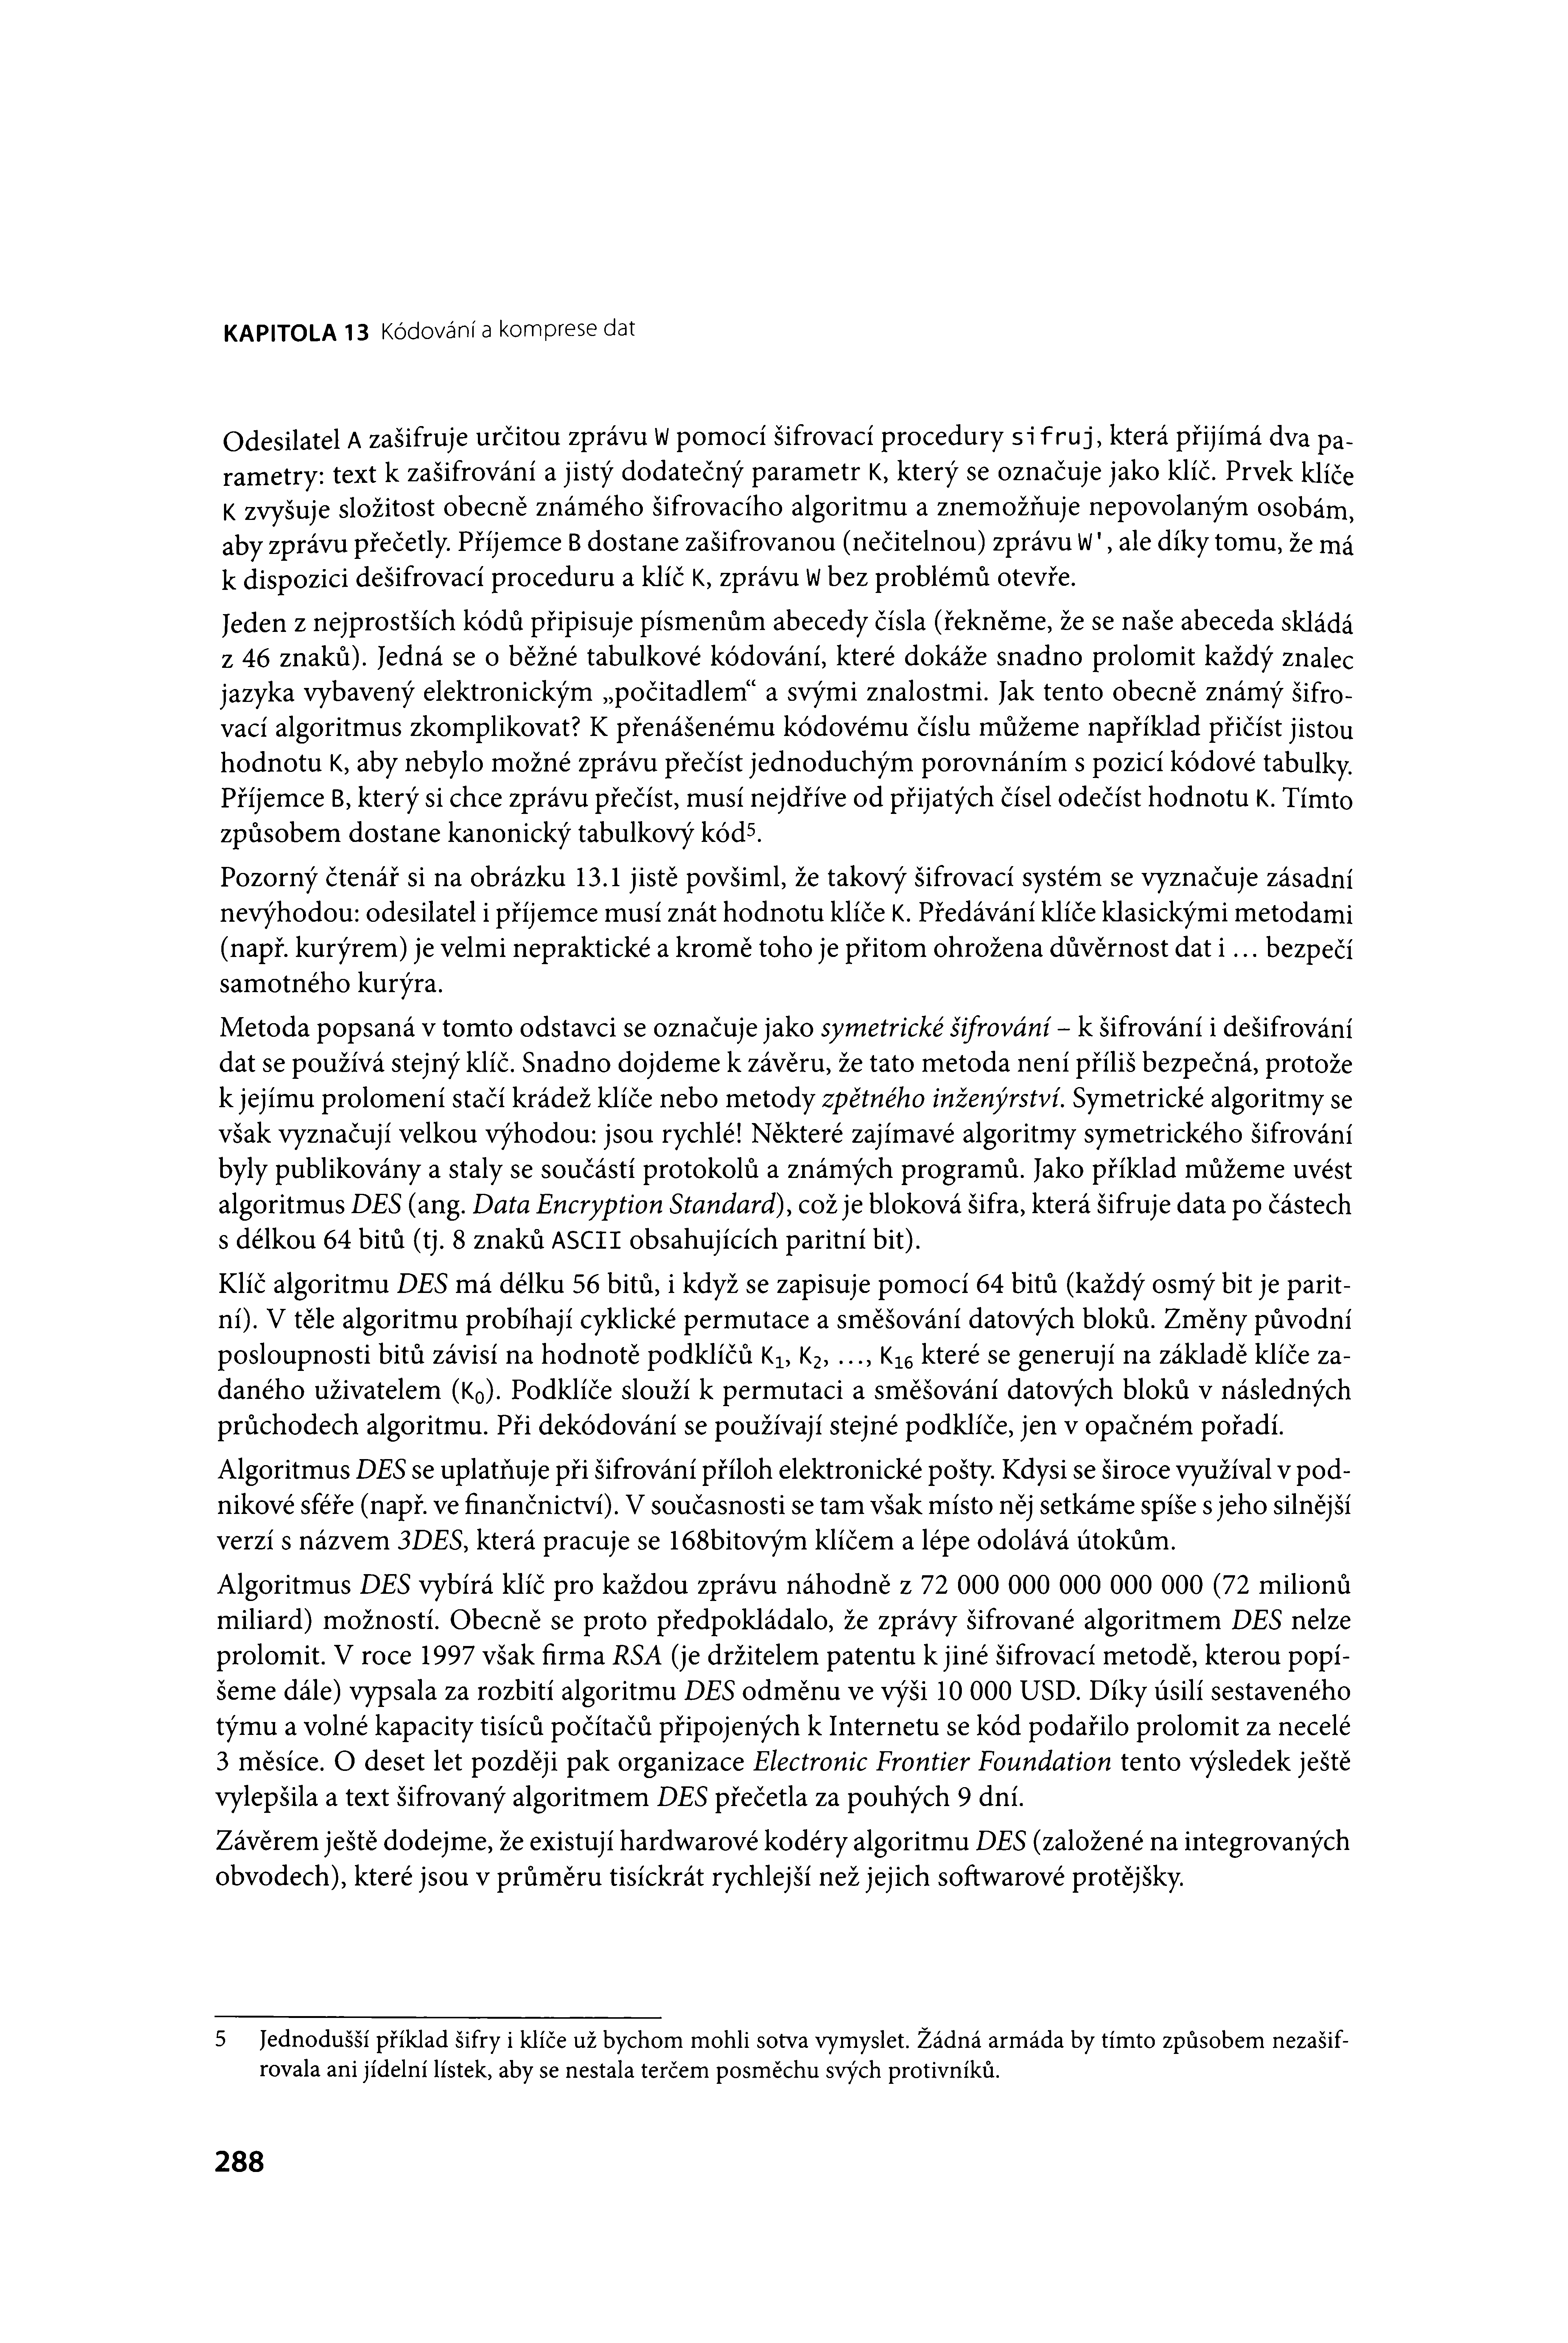 KAPITOLA 13 Kódování a komprese dat
Odesilatel A zašifruje určitou zprávu W pomocí šifrovací procedury sifruj, která přijímá dva pa-
rametry: text k zašifrování a jistý dodatečný parametr K, který se označuje jako klíč. Prvek klíče
K zvyšuje složitost obecně známého šifrovacího algoritmu a znemožňuje nepovolaným osobám,
aby zprávu přečetly. Příjemce B dostane zašifrovanou (nečitelnou) zprávu W', ale díky tomu, že má
k dispozici dešifrovací proceduru a klíč K, zprávu W bez problémů otevře.
Jeden z nejprostších kódů připisuje písmenům abecedy čísla (řekněme, že se naše abeceda skládá
z 46 znaků). Jedná se o běžné tabulkové kódování, které dokáže snadno prolomit každý znalec
jazyka vybavený elektronickým „počitadlem“ a svými znalostmi. Jak tento obecně známý šifro-
vací algoritmus zkomplikovat? K přenášenému kódovému číslu můžeme například přičíst jistou
hodnotu K, aby nebylo možné zprávu přečíst jednoduchým porovnáním s pozicí kódové tabulky.
Příjemce B, který si chce zprávu přečíst, musí nejdříve od přijatých čísel odečíst hodnotu K. Tímto
způsobem dostane kanonický tabulkový kód⁵.
Pozorný čtenář si na obrázku 13.1 jistě povšiml, že takový šifrovací systém se vyznačuje zásadní
nevýhodou: odesilatel i příjemce musí znát hodnotu klíče K. Předávání klíče klasickými metodami
(např. kurýrem) je velmi nepraktické a kromě toho je přitom ohrožena důvěrnost dat i … bezpečí
samotného kurýra.
Metoda popsaná v tomto odstavci se označuje jako symetrické šifrování – k šifrování i dešifrování
dat se používá stejný klíč. Snadno dojdeme k závěru, že tato metoda není příliš bezpečná, protože
k jejímu prolomení stačí krádež klíče nebo metody zpětného inženýrství. Symetrické algoritmy se
však vyznačují velkou výhodou: jsou rychlé! Některé zajímavé algoritmy symetrického šifrování
byly publikovány a staly se součástí protokolů a známých programů. Jako příklad můžeme uvést
algoritmus DES (ang. Data Encryption Standard), což je bloková šifra, která šifruje data po částech
s délkou 64 bitů (tj. 8 znaků ASCII obsahujících paritní bit).
Klíč algoritmu DES má délku 56 bitů, i když se zapisuje pomocí 64 bitů (každý osmý bit je parit-
ní). V těle algoritmu probíhají cyklické permutace a směšování datových bloků. Změny původní
posloupnosti bitů závisí na hodnotě podklíčů K₁, K₂, …, K₁₆ které se generují na základě klíče za-
daného uživatelem (K₀). Podklíče slouží k permutaci a směšování datových bloků v následných
průchodech algoritmu. Při dekódování se používají stejné podklíče, jen v opačném pořadí.
Algoritmus DES se uplatňuje při šifrování příloh elektronické pošty. Kdysi se široce využíval v pod-
nikové sféře (např. ve finančnictví). V současnosti se tam však místo něj setkáme spíše s jeho silnější
verzí s názvem 3DES, která pracuje se 168bitovým klíčem a lépe odolává útokům.
Algoritmus DES vybírá klíč pro každou zprávu náhodně z 72 000 000 000 000 000 (72 milionů
miliard) možností. Obecně se proto předpokládalo, že zprávy šifrované algoritmem DES nelze
prolomit. V roce 1997 však firma RSA (je držitelem patentu k jiné šifrovací metodě, kterou popí-
šeme dále) vypsala za rozbití algoritmu DES odměnu ve výši 10 000 USD. Díky úsilí sestaveného
týmu a volné kapacity tisíců počítačů připojených k Internetu se kód podařilo prolomit za necelé
3 měsíce. O deset let později pak organizace Electronic Frontier Foundation tento výsledek ještě
vylepšila a text šifrovaný algoritmem DES přečetla za pouhých 9 dní.
Závěrem ještě dodejme, že existují hardwarové kodéry algoritmu DES (založené na integrovaných
obvodech), které jsou v průměru tisíckrát rychlejší než jejich softwarové protějšky.
5 Jednodušší příklad šifry i klíče už bychom mohli sotva vymyslet. Žádná armáda by tímto způsobem nezašif-
rovala ani jídelní lístek, aby se nestala terčem posměchu svých protivníků.
288